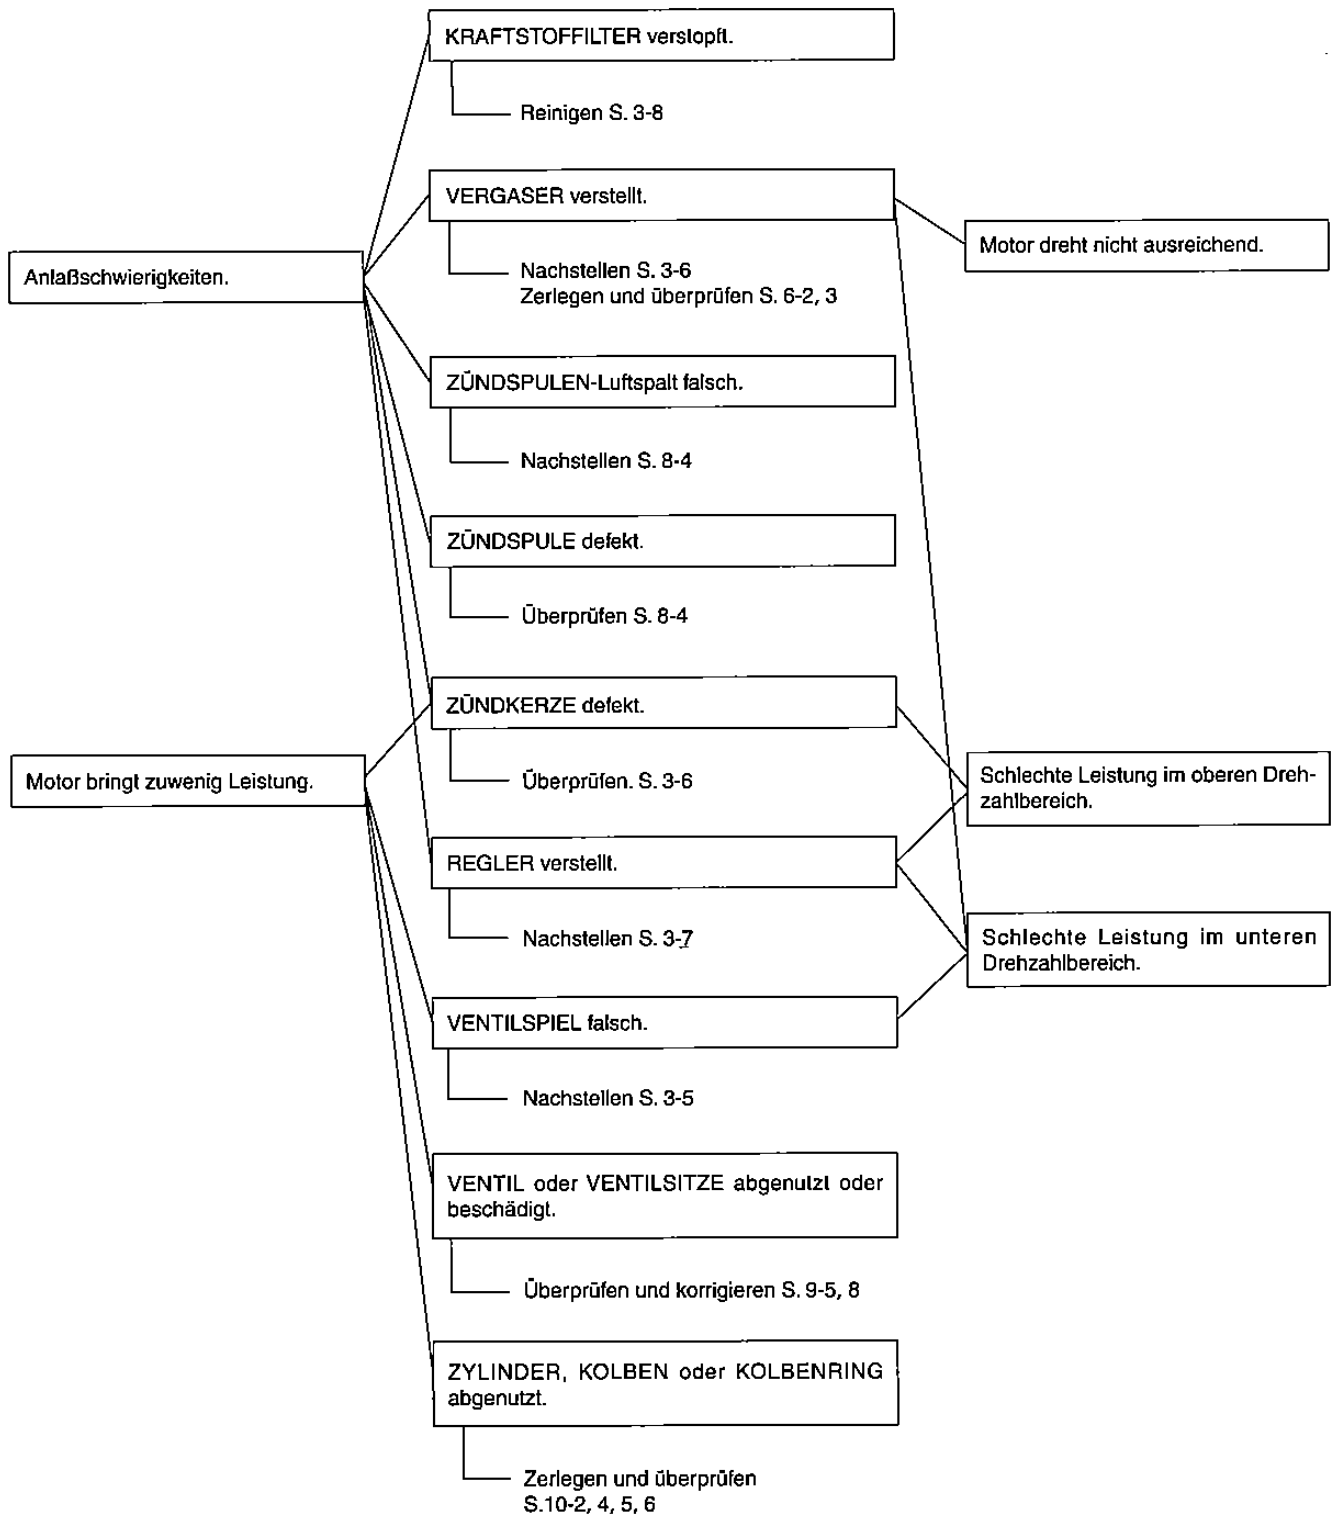 KRAFTSTOFFILTER verstopft.
Reinigen S. 3-8
VERGASER verstellt.
Motor dreht nicht ausreichend.
Anlaßschwierigkeiten.
Nachstellen S. 3-6
Zerlegen und überprüfen S. 6-2, 3
ZÜNDSPULEN-Luftspalt falsch.
Nachstellen S. 8-4
ZÜNDSPULE defekt.
Überprüfen S. 8-4
ZÜNDKERZE defekt.
Motor bringt zuwenig Leistung.
Überprüfen. S. 3-6
Schlechte Leistung im oberen Dreh-
zahlbereich.
REGLER verstellt.
Nachstellen S. 3-7
Schlechte Leistung im unteren
Drehzahlbereich.
VENTILSPIEL falsch.
Nachstellen S. 3-5
VENTIL oder VENTILSITZE abgenutzt oder
beschädigt.
Überprüfen und korrigieren S. 9-5, 8
ZYLINDER, KOLBEN oder KOLBENRING
abgenutzt.
Zerlegen und überprüfen
S.10-2, 4, 5, 6